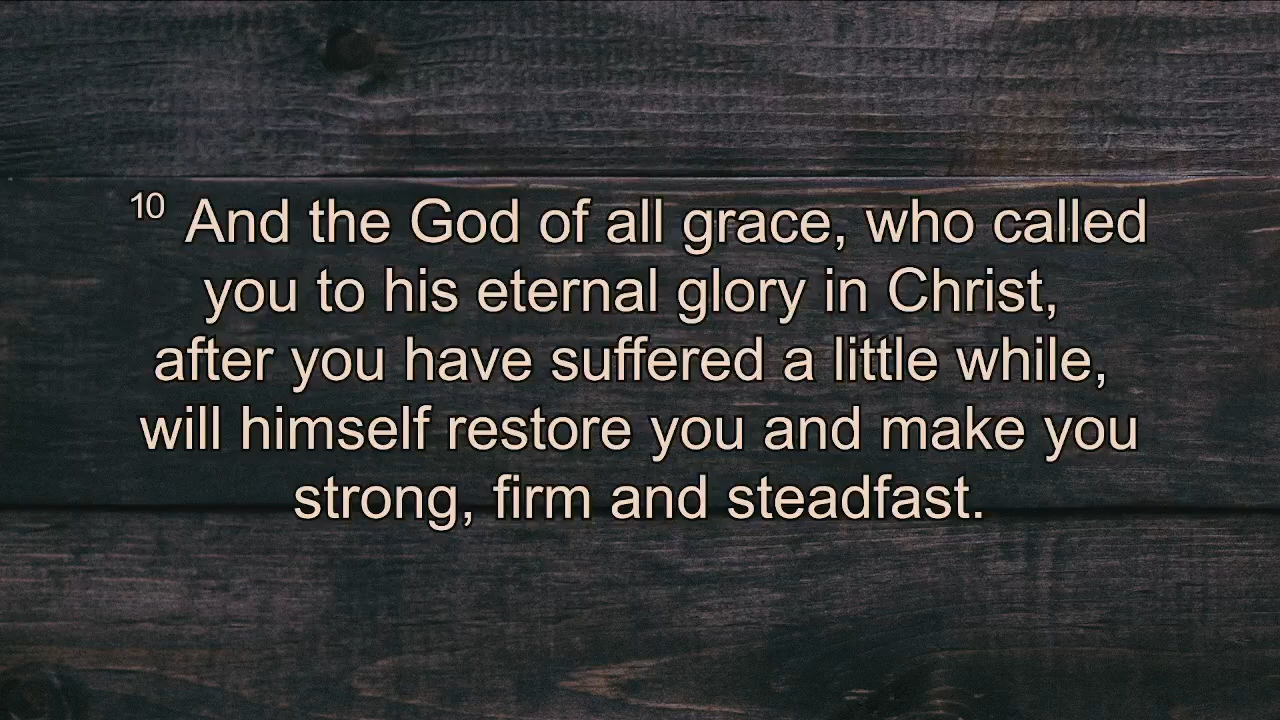 10 And the God of all grace, who called
you to his eternal glory in Christ,
after you have suffered a little while,
will himself restore you and make you
strong, firm and steadfast.